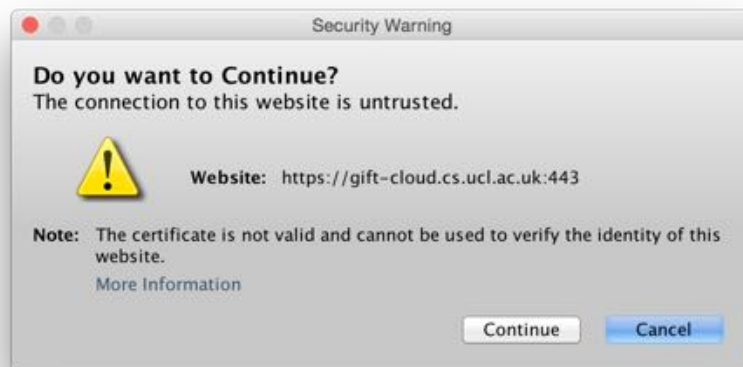 Security Warning
Do you want to Continue?
The connection to this website is untrusted.
Website: https://gift-cloud.cs.ucl.ac.uk:443
Note: The certificate is not valid and cannot be used to verify the identity of this
website.
More Information
Continue Cancel